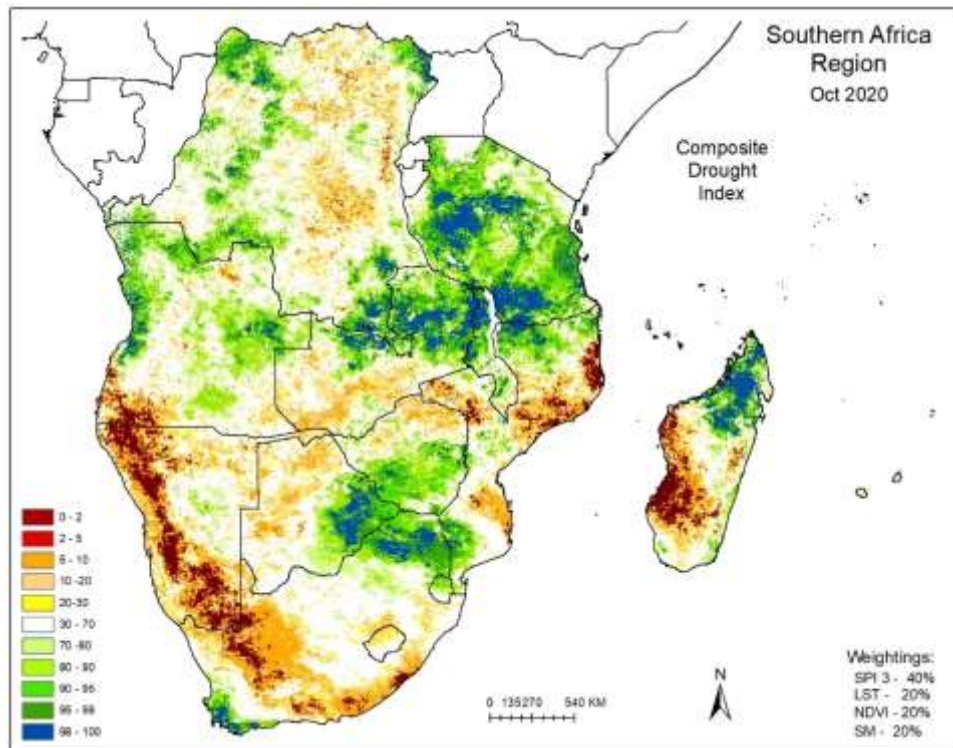 Southern Africa
Region
Oct 2020
Composite
Drought
Index
0 - 2
2 - 5
5 - 10
10 -20
20-30
30 - 70
70 -80
80 - 90
90 - 95
95 - 98
98 - 100
N
0 135270 540 KM
Weightings:
SPI 3 - 40%
LST - 20%
NDVI - 20%
SM - 20%